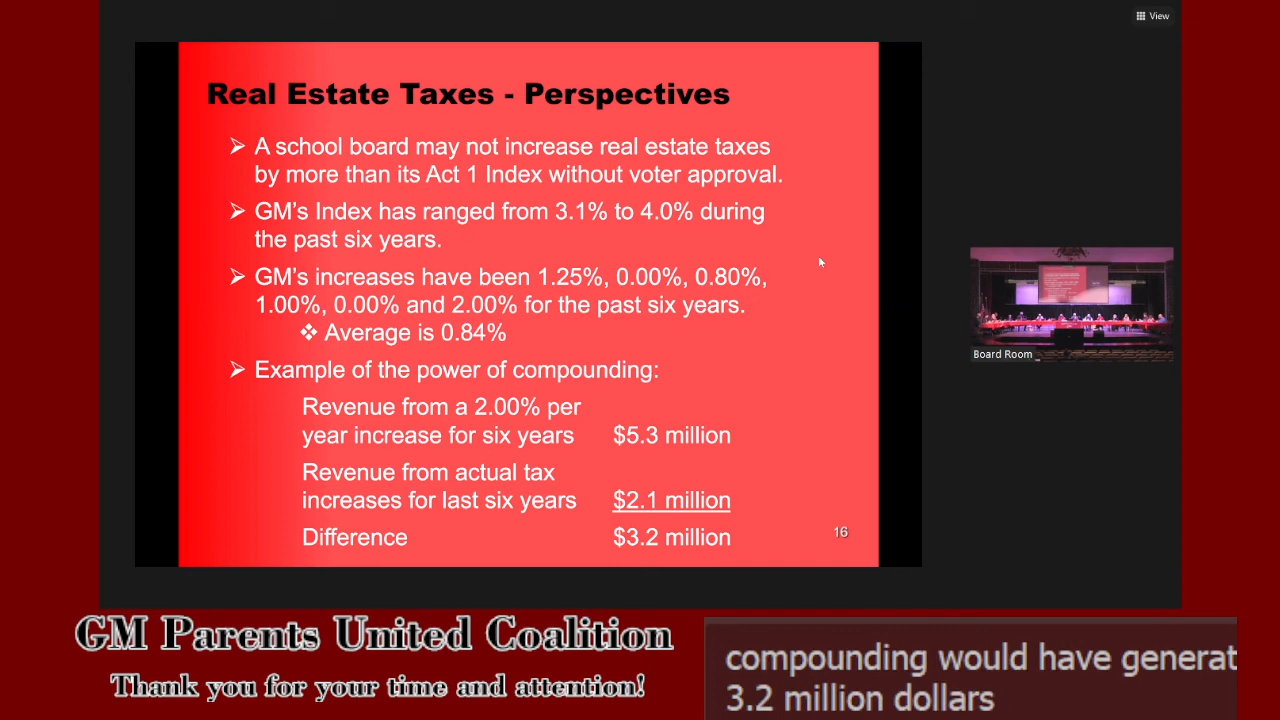 View
Real Estate Taxes - Perspectives
➢ A school board may not increase real estate taxes
by more than its Act 1 Index without voter approval.
➢ GM's Index has ranged from 3.1% to 4.0% during
the past six years.
➢ GM's increases have been 1.25%, 0.00%, 0.80%,
1.00%, 0.00% and 2.00% for the past six years.
❖ Average is 0.84%
➢ Example of the power of compounding:
Revenue from a 2.00% per
year increase for six years $5.3 million
Revenue from actual tax
increases for last six years $2.1 million
Difference $3.2 million
16
Board Room
GM Parents United Coalition
Thank you for your time and attention!
compounding would have generat
3.2 million dollars